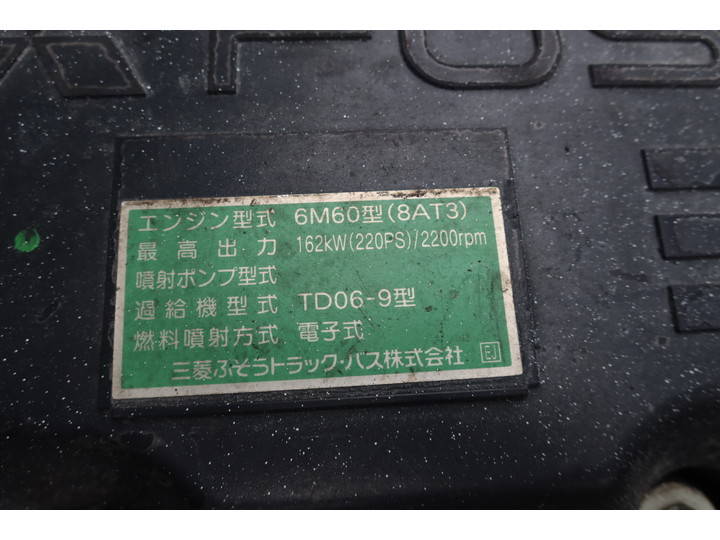 FUS
エンジン型式 6M60型(8AT3)
最高出力 162kW(220PS)/2200rpm
噴射ポンプ型式
過給機型式 TD06-9型
燃料噴射方式 電子式
三菱ふそうトラック・バス株式会社 EJ